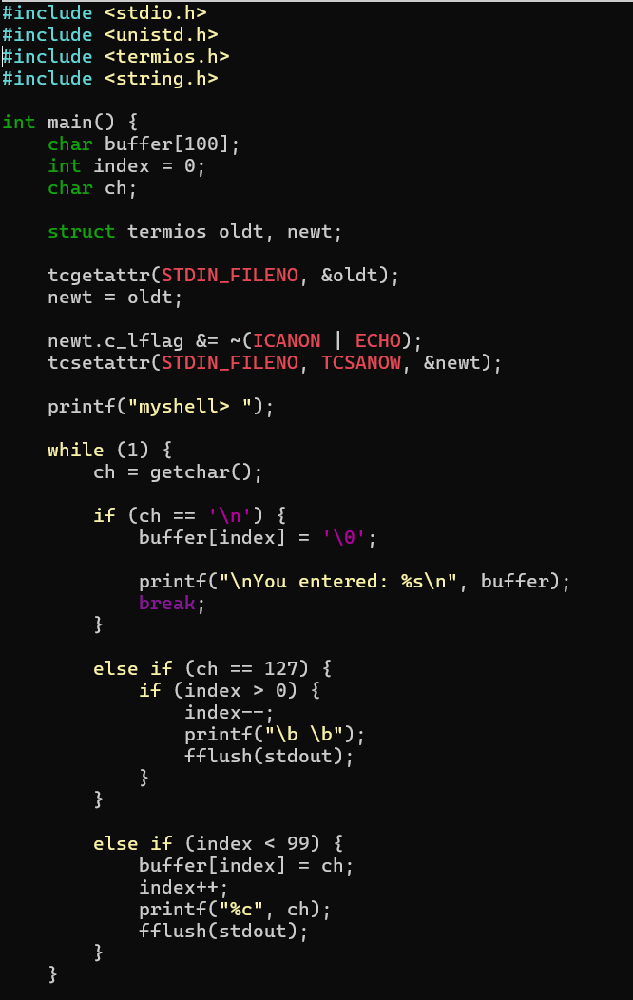 #include <stdio.h>
#include <unistd.h>
#include <termios.h>
#include <string.h>

int main() {
    char buffer[100];
    int index = 0;
    char ch;

    struct termios oldt, newt;

    tcgetattr(STDIN_FILENO, &oldt);
    newt = oldt;

    newt.c_lflag &= ~(ICANON | ECHO);
    tcsetattr(STDIN_FILENO, TCSANOW, &newt);

    printf("myshell> ");

    while (1) {
        ch = getchar();

        if (ch == '\n') {
            buffer[index] = '\0';

            printf("\nYou entered: %s\n", buffer);
            break;
        }

        else if (ch == 127) {
            if (index > 0) {
                index--;
                printf("\b \b");
                fflush(stdout);
            }
        }

        else if (index < 99) {
            buffer[index] = ch;
            index++;
            printf("%c", ch);
            fflush(stdout);
        }
    }